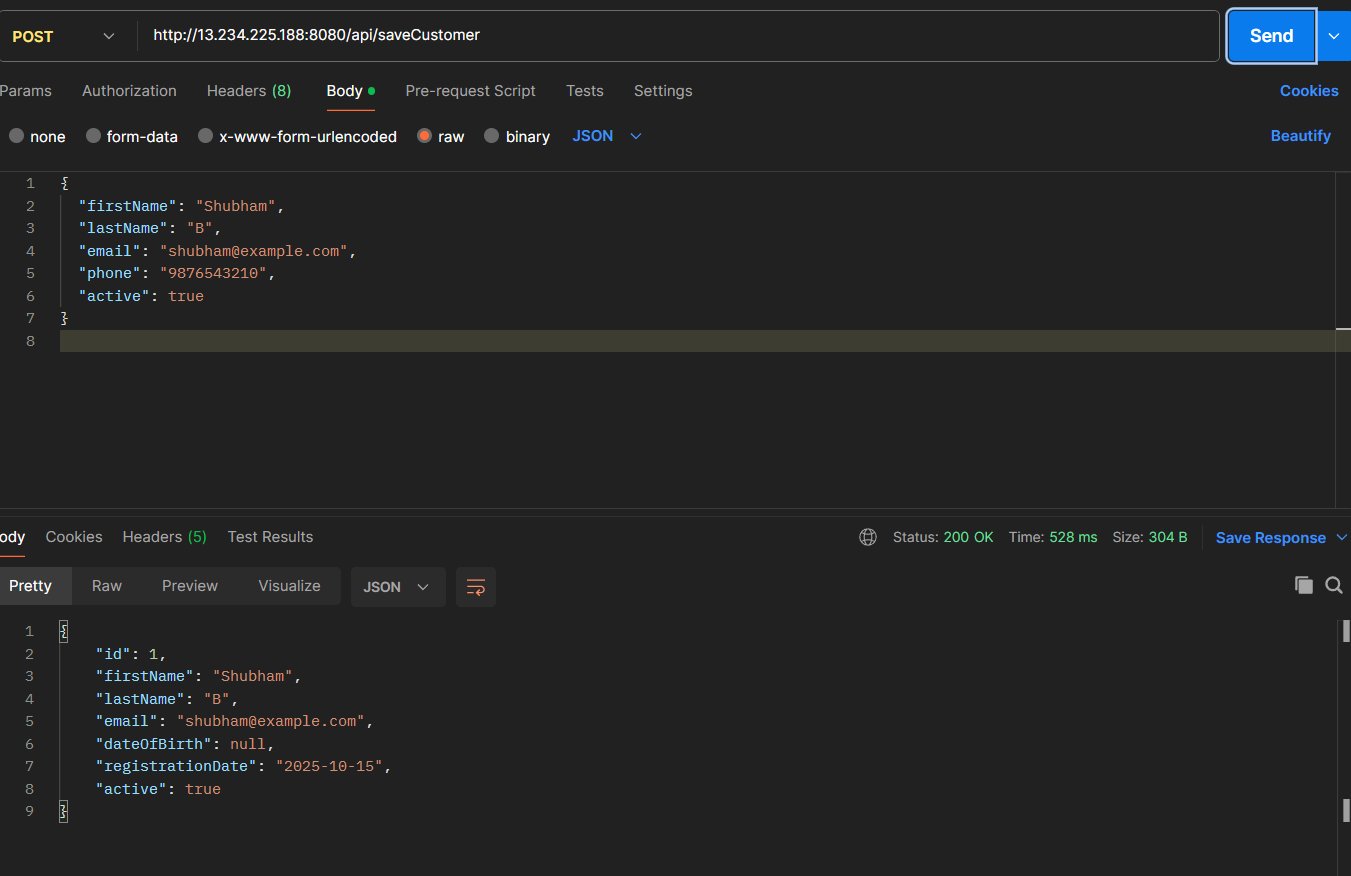 POST http://13.234.225.188:8080/api/saveCustomer Send
Params Authorization Headers (8) Body Pre-request Script Tests Settings Cookies
none form-data x-www-form-urlencoded raw binary JSON Beautify
1 {
2 "firstName": "Shubham",
3 "lastName": "B",
4 "email": "shubham@example.com",
5 "phone": "9876543210",
6 "active": true
7 }
8
ody Cookies Headers (5) Test Results Status: 200 OK Time: 528 ms Size: 304 B Save Response
Pretty Raw Preview Visualize JSON
1 {
2 "id": 1,
3 "firstName": "Shubham",
4 "lastName": "B",
5 "email": "shubham@example.com",
6 "dateOfBirth": null,
7 "registrationDate": "2025-10-15",
8 "active": true
9 }